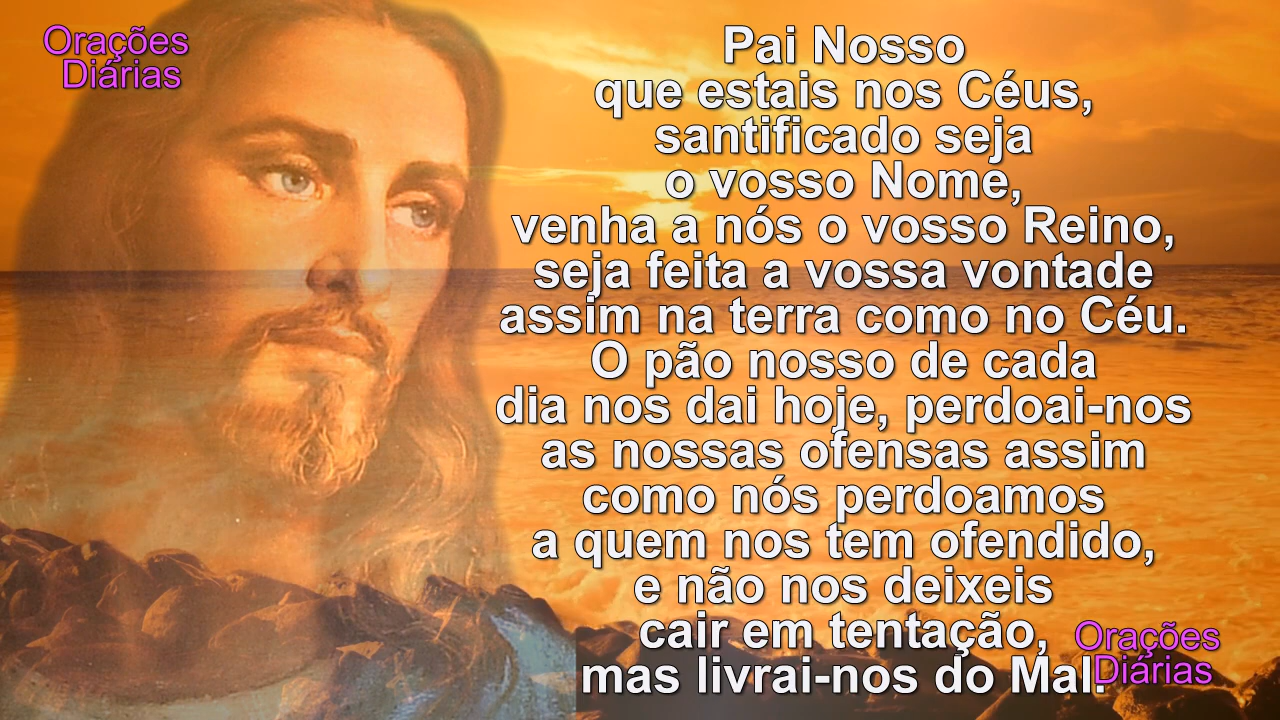 Orações
Diárias
Pai Nosso
que estais nos Céus,
santificado seja
o vosso Nome,
venha a nós o vosso Reino,
seja feita a vossa vontade
assim na terra como no Céu.
O pão nosso de cada
dia nos dai hoje, perdoai-nos
as nossas ofensas assim
como nós perdoamos
a quem nos tem ofendido,
e não nos deixeis
cair em tentação,
mas livrai-nos do Mal.
Orações
Diárias